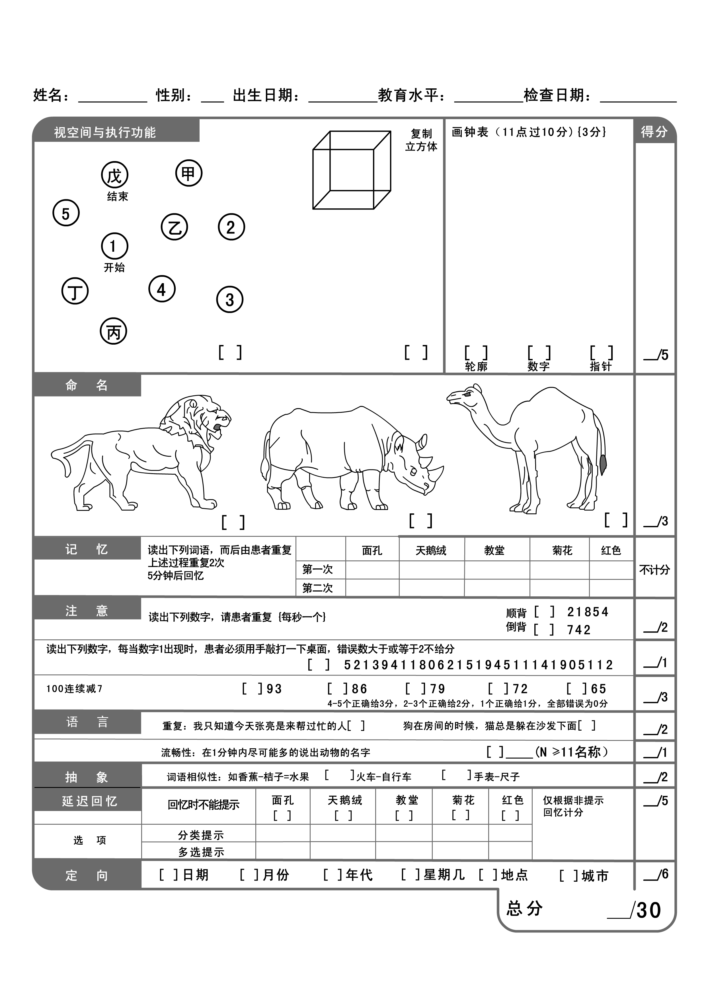 姓名： 性别： 出生日期： 教育水平： 检查日期：
视空间与执行功能
复制
立方体
画钟表（11点过10分）{3分}
得分
戊
结束
甲
5
乙
2
1
开始
丁
4
3
丙
[ ] [ ] [ ] [ ] [ ] __/5
轮廓 数字 指针
命 名
[ ] [ ] [ ] __/3
记 忆
读出下列词语，而后由患者重复
上述过程重复2次
5分钟后回忆
面孔 天鹅绒 教堂 菊花 红色
第一次
第二次
不计分
注 意
读出下列数字，请患者重复 {每秒一个}
顺背 [ ] 21854
倒背 [ ] 742
__/2
读出下列数字，每当数字1出现时，患者必须用手敲打一下桌面，错误数大于或等于2不给分
[ ] 52139411806215194511141905112
__/1
100连续减7 [ ]93 [ ]86 [ ]79 [ ]72 [ ]65
4-5个正确给3分，2-3个正确给2分，1个正确给1分，全部错误为0分
__/3
语 言
重复：我只知道今天张亮是来帮过忙的人[ ] 狗在房间的时候，猫总是躲在沙发下面[ ]
__/2
流畅性：在1分钟内尽可能多的说出动物的名字 [ ]____(N ≥11名称）
__/1
抽 象
词语相似性：如香蕉-桔子=水果 [ ]火车-自行车 [ ]手表-尺子
__/2
延迟回忆
回忆时不能提示
面孔 天鹅绒 教堂 菊花 红色
[ ] [ ] [ ] [ ] [ ]
仅根据非提示
回忆计分
__/5
选 项
分类提示
多选提示
定 向
[ ]日期 [ ]月份 [ ]年代 [ ]星期几 [ ]地点 [ ]城市
__/6
总分 __/30